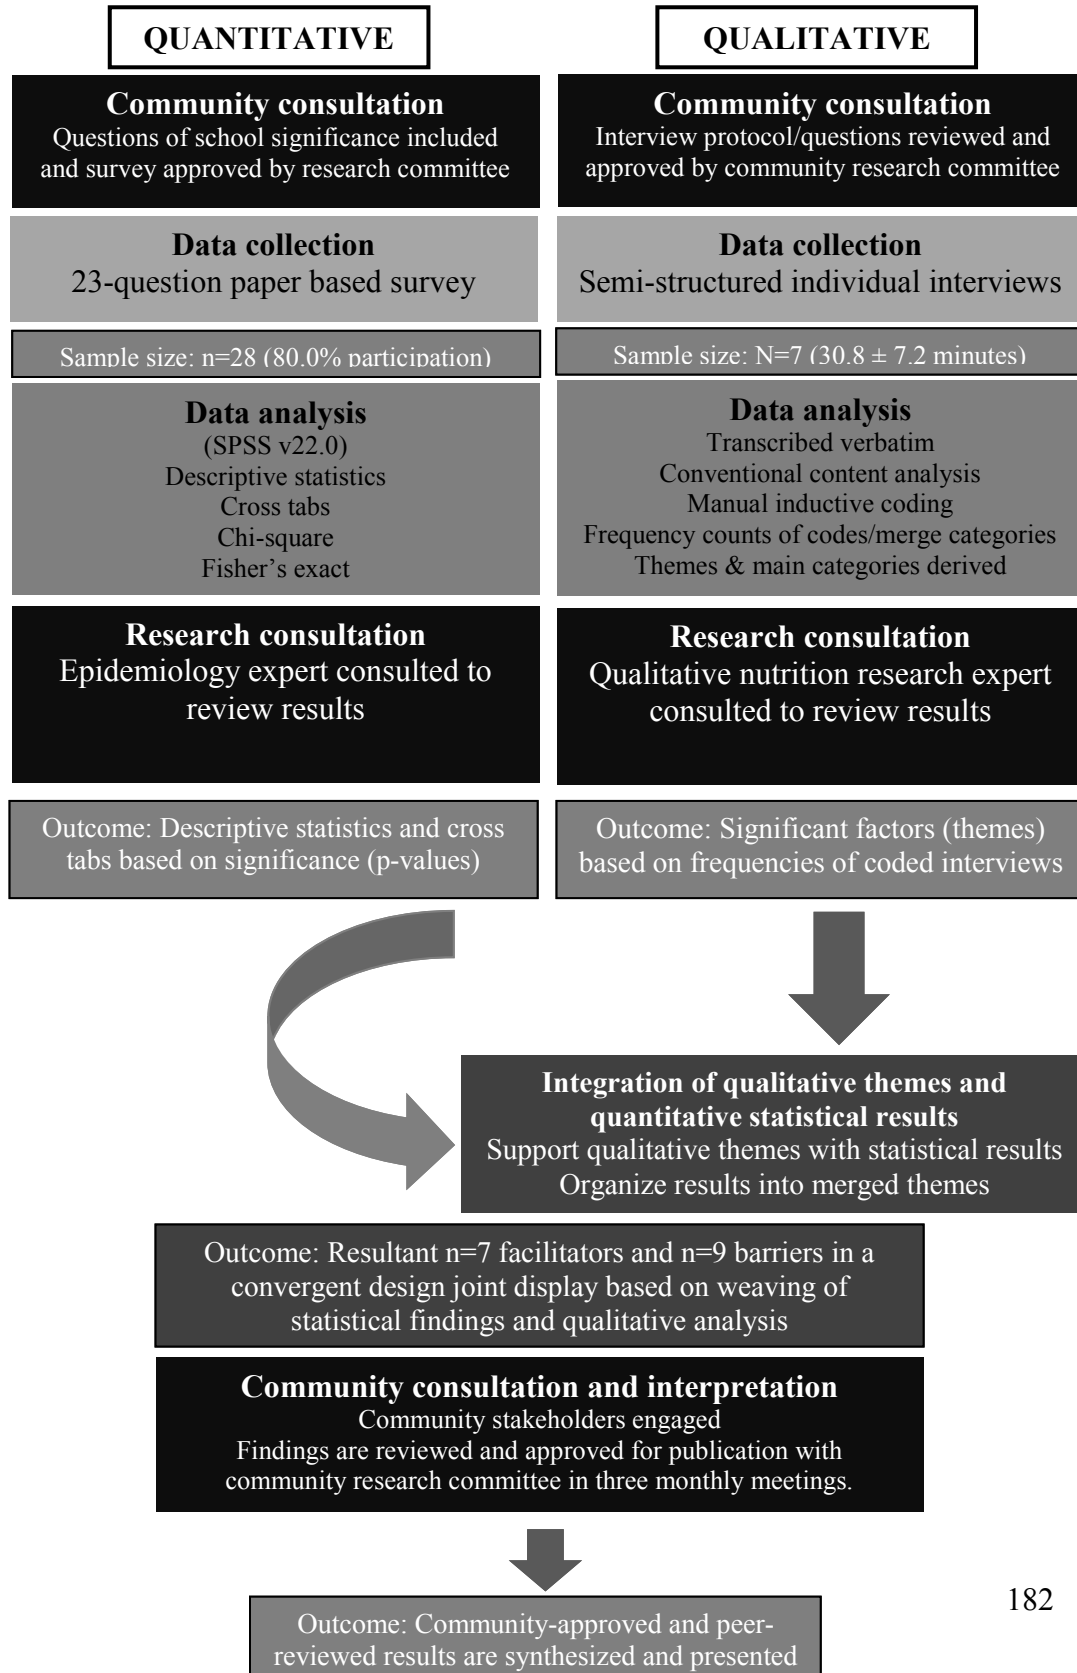 QUANTITATIVE
Community consultation
Questions of school significance included
and survey approved by research committee
Data collection
23-question paper based survey
Sample size: n=28 (80.0% participation)
Data analysis
(SPSS v22.0)
Descriptive statistics
Cross tabs
Chi-square
Fisher's exact
Research consultation
Epidemiology expert consulted to
review results
Outcome: Descriptive statistics and cross
tabs based on significance (p-values)
QUALITATIVE
Community consultation
Interview protocol/questions reviewed and
approved by community research committee
Data collection
Semi-structured individual interviews
Sample size: N=7 (30.8 ± 7.2 minutes)
Data analysis
Transcribed verbatim
Conventional content analysis
Manual inductive coding
Frequency counts of codes/merge categories
Themes & main categories derived
Research consultation
Qualitative nutrition research expert
consulted to review results
Outcome: Significant factors (themes)
based on frequencies of coded interviews
Integration of qualitative themes and
quantitative statistical results
Support qualitative themes with statistical results
Organize results into merged themes
Outcome: Resultant n=7 facilitators and n=9 barriers in a
convergent design joint display based on weaving of
statistical findings and qualitative analysis
Community consultation and interpretation
Community stakeholders engaged
Findings are reviewed and approved for publication with
community research committee in three monthly meetings.
Outcome: Community-approved and peer-
reviewed results are synthesized and presented
182